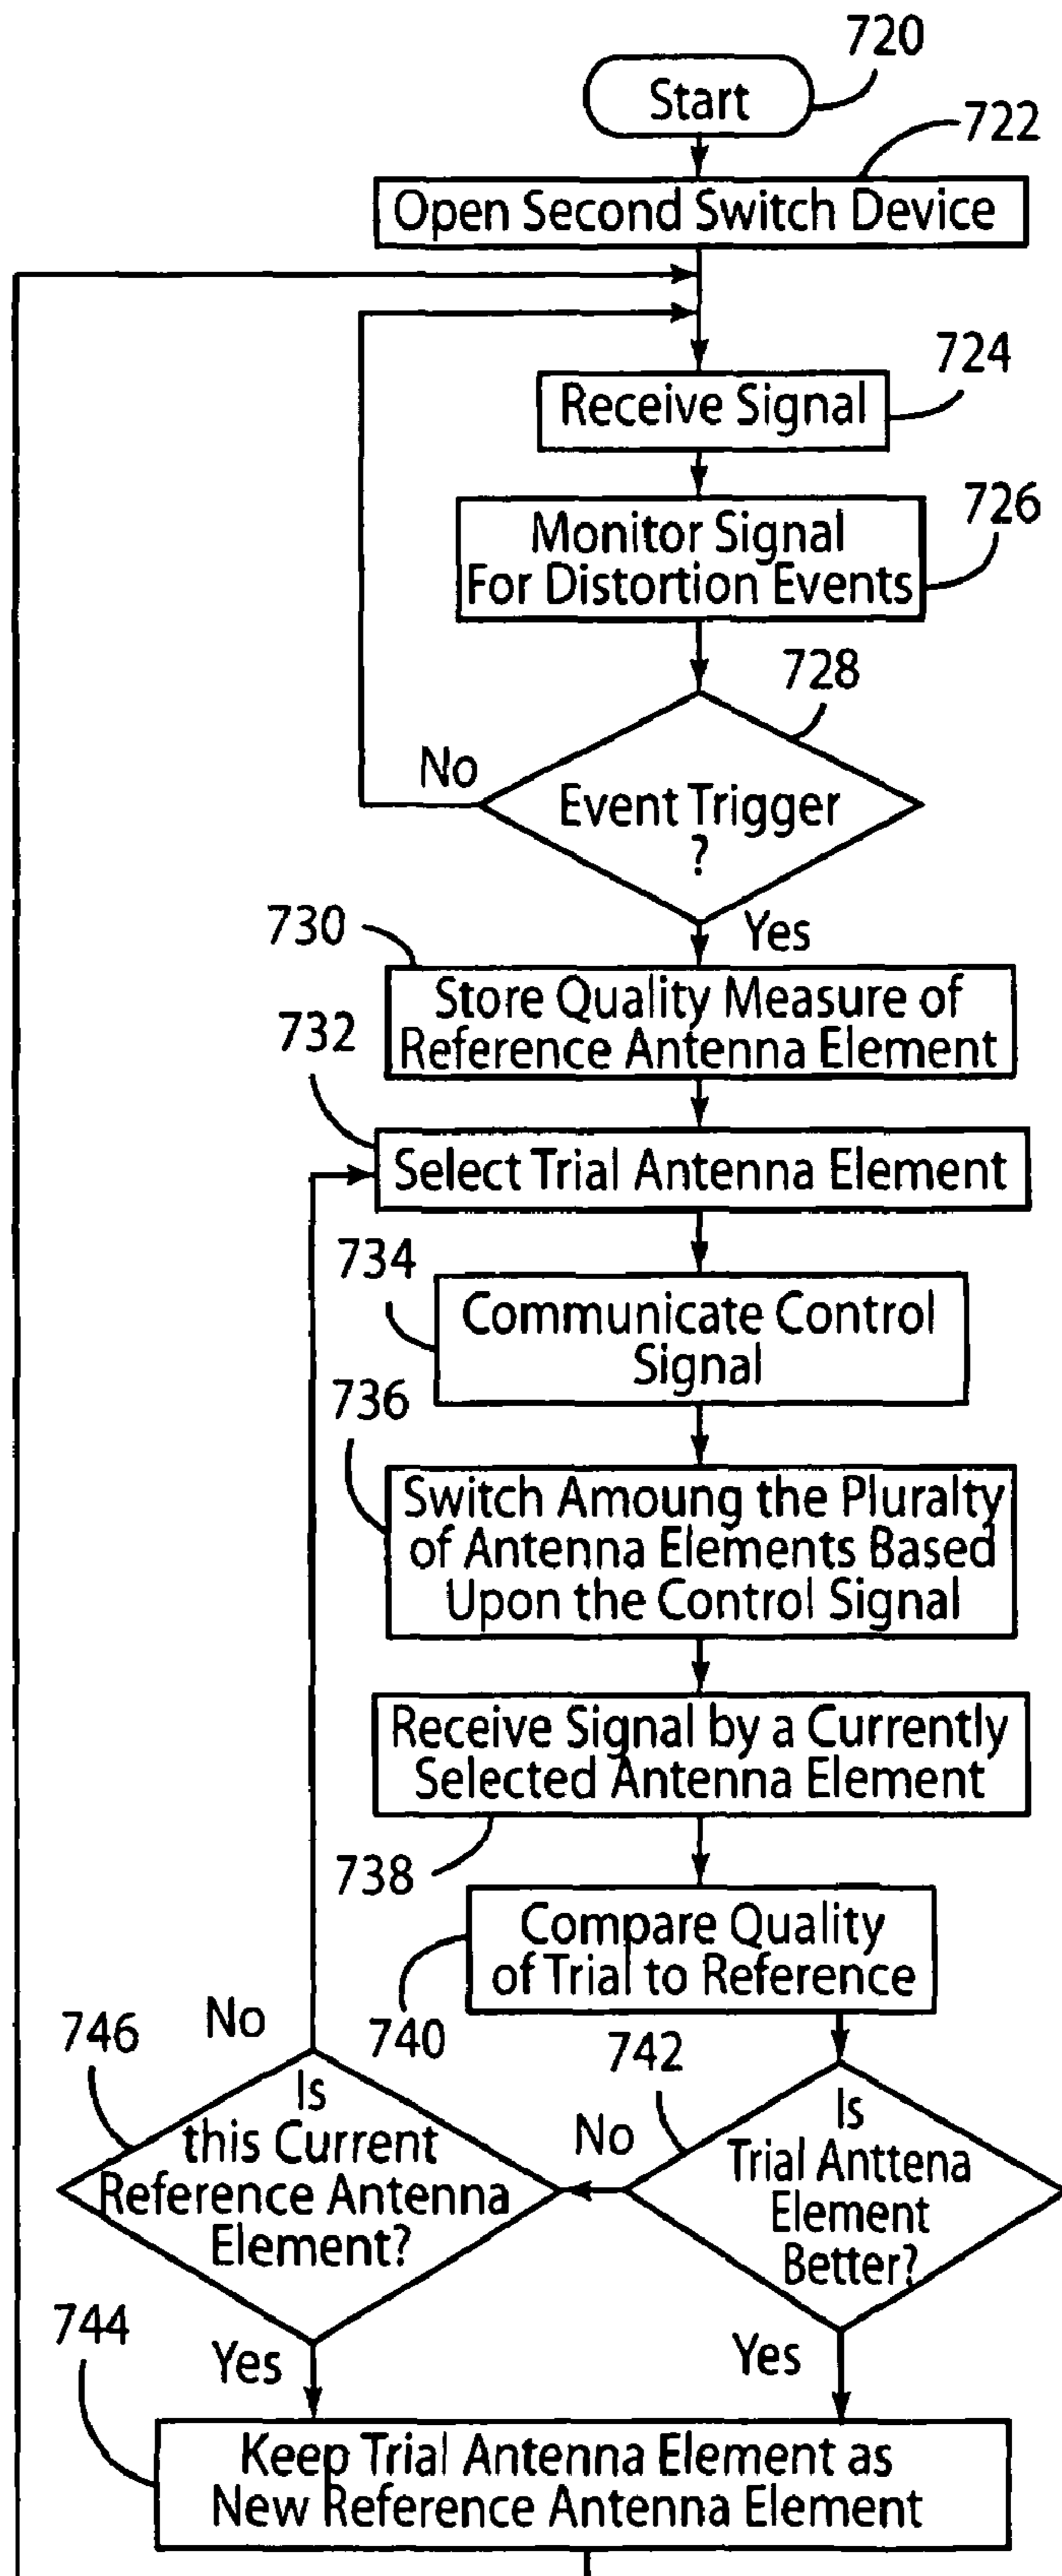 720
Start
722
Open Second Switch Device
724
Receive Signal
726
Monitor Signal
For Distortion Events
728
No
Event Trigger
?
Yes
730
Store Quality Measure of
Reference Antenna Element
732
Select Trial Antenna Element
734
Communicate Control
Signal
736
Switch Amoung the Pluralty
of Antenna Elements Based
Upon the Control Signal
Receive Signal by a Currently
Selected Antenna Element
738
Compare Quality
of Trial to Reference
740
742
Is
Trial Anttena
Element
Better?
No
746
No
Is
this Current
Reference Antenna
Element?
Yes
Yes
744
Keep Trial Antenna Element as
New Reference Antenna Element